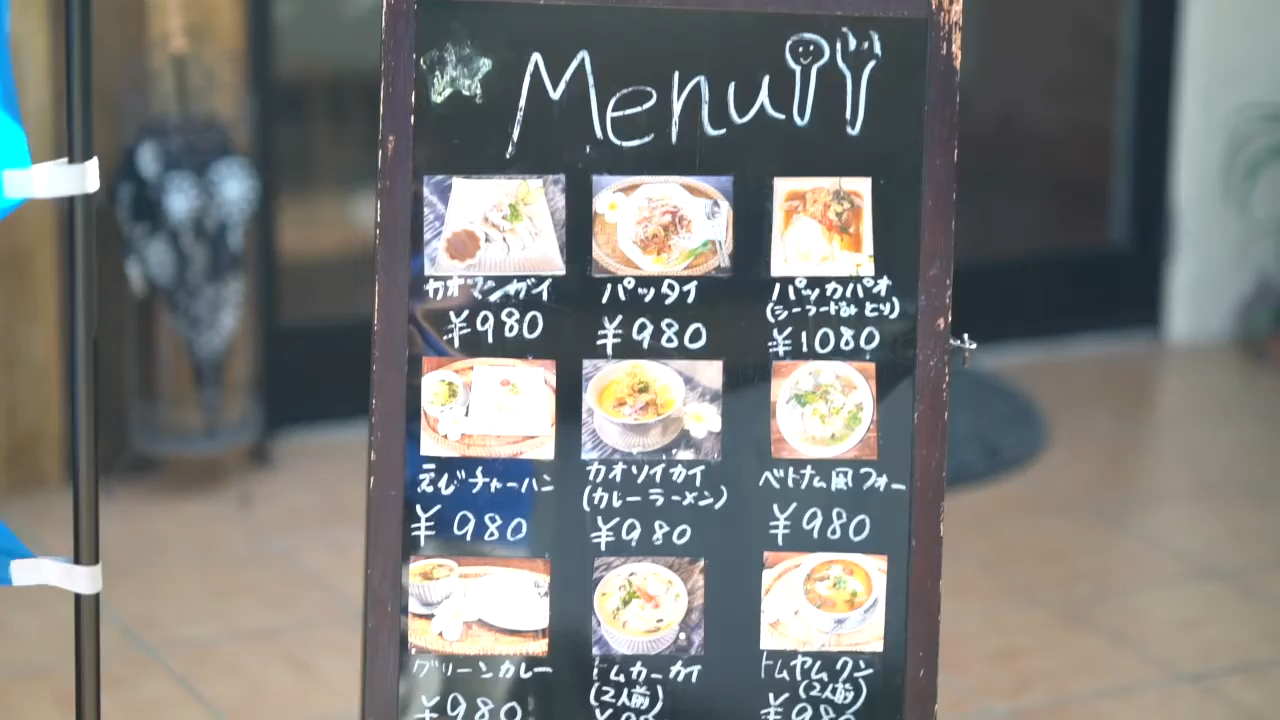 Menu
カオマンガイ
¥980
パッタイ
¥980
パッカパオ
(シーフードor とり)
¥1080
えびチャーハン
¥980
カオソイカイ
(カレーラーメン)
¥980
ベトナム風フォー
¥980
グリーンカレー
¥980
トムカーカイ
(2人前)
トムヤムクン
(2人前)
¥980